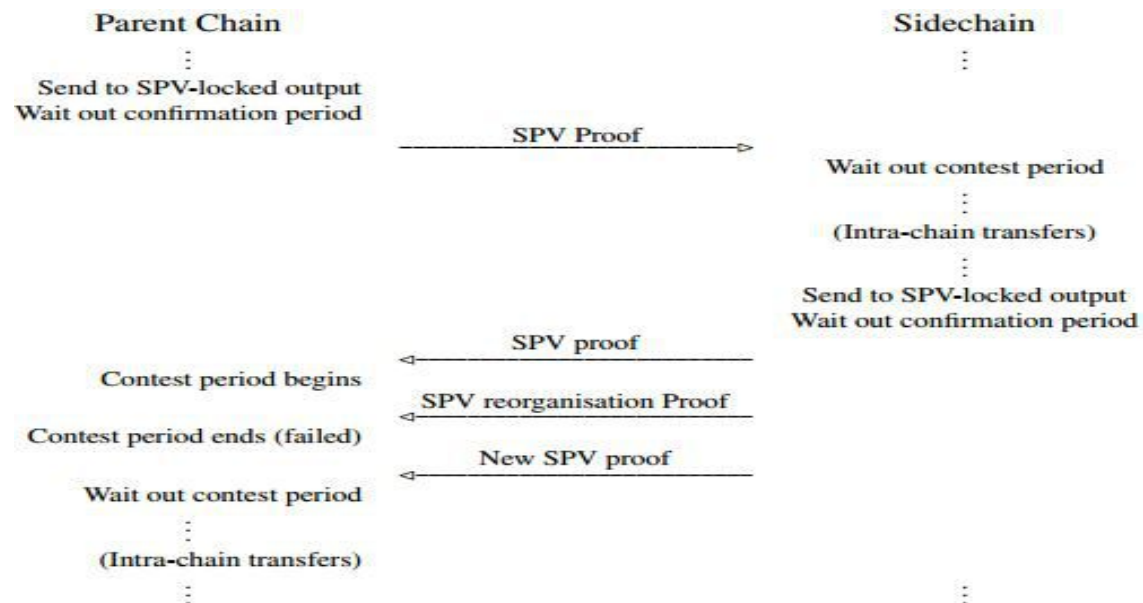 Parent Chain
Sidechain
⋮
⋮
Send to SPV-locked output
Wait out confirmation period
SPV Proof
Wait out contest period
⋮
(Intra-chain transfers)
⋮
Send to SPV-locked output
Wait out confirmation period
SPV proof
Contest period begins
SPV reorganisation Proof
Contest period ends (failed)
New SPV proof
Wait out contest period
⋮
(Intra-chain transfers)
⋮
⋮